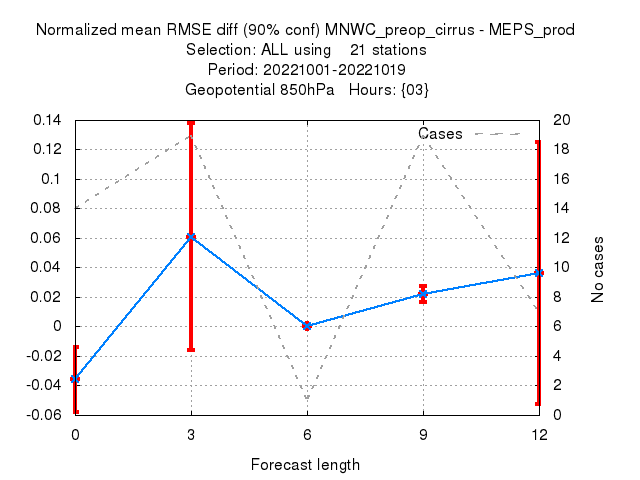 Normalized mean RMSE diff (90% conf) MNWC_preop_cirrus - MEPS_prod
Selection: ALL using 21 stations
Period: 20221001-20221019
Geopotential 850hPa Hours: {03}
Cases
0.14
0.12
0.1
0.08
0.06
0.04
0.02
0
-0.02
-0.04
-0.06
20
18
16
14
12
10
8
6
4
2
0
No cases
0 3 6 9 12
Forecast length